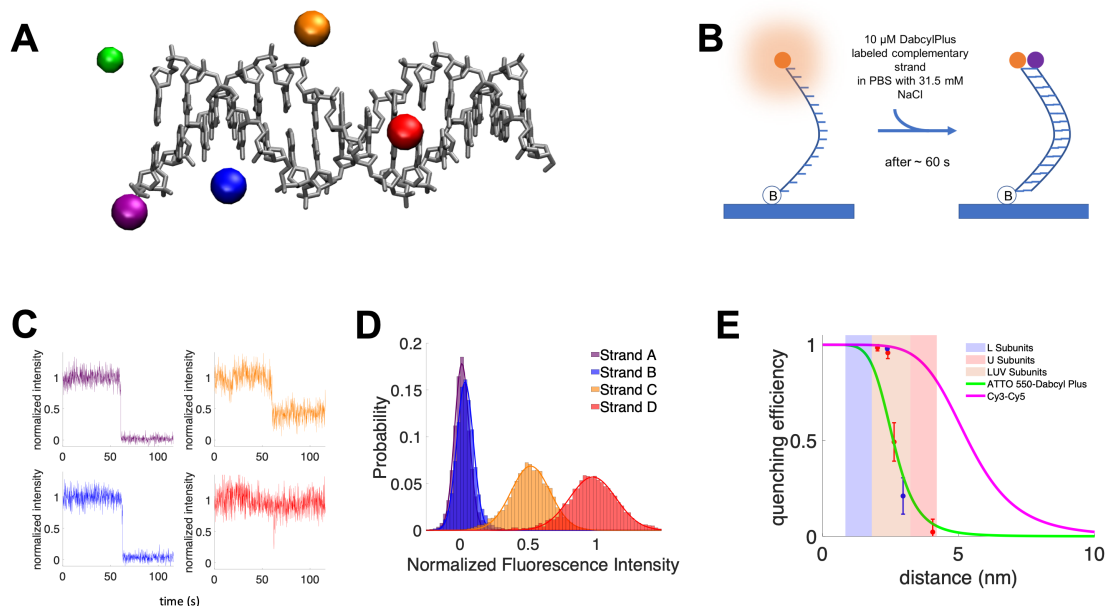 A
B
10 µM DabcylPlus
labeled complementary
strand
in PBS with 31.5 mM
NaCl
after ~ 60 s
B
B
C
normalized intensity
1
0.5
0
0
50
100
normalized intensity
1
0.5
0
0
50
100
normalized intensity
1
0.5
0
0
50
100
normalized intensity
1
0.5
0
0
50
100
time (s)
D
Probability
0.2
0.15
0.1
0.05
0
0
0.5
1
Normalized Fluorescence Intensity
Strand A
Strand B
Strand C
Strand D
E
quenching efficiency
1
0.5
0
0
5
10
distance (nm)
L Subunits
U Subunits
LUV Subunits
ATTO 550-Dabcyl Plus
Cy3-Cy5